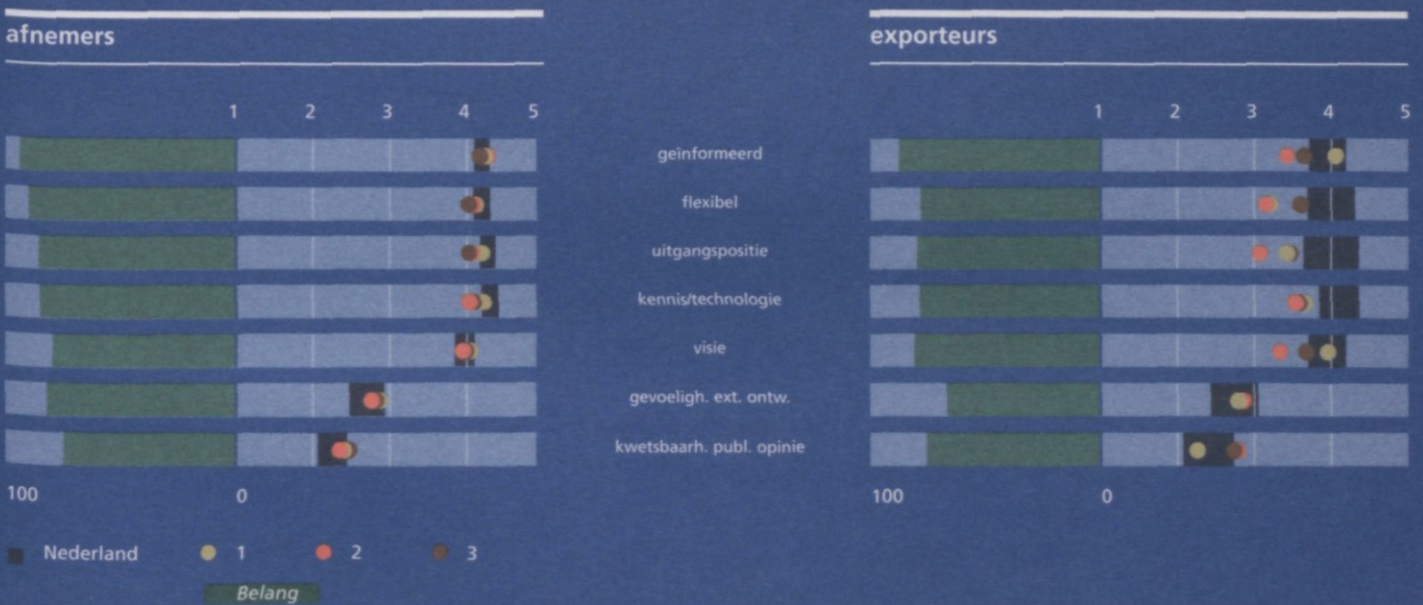 afnemers
exporteurs
1 2 3 4 5
1 2 3 4 5
geïnformeerd
flexibel
uitgangspositie
kennis/technologie
visie
gevoeligh. ext. ontw.
kwetsbaarh. publ. opinie
100 0
100 0
Nederland 1 2 3
Belang